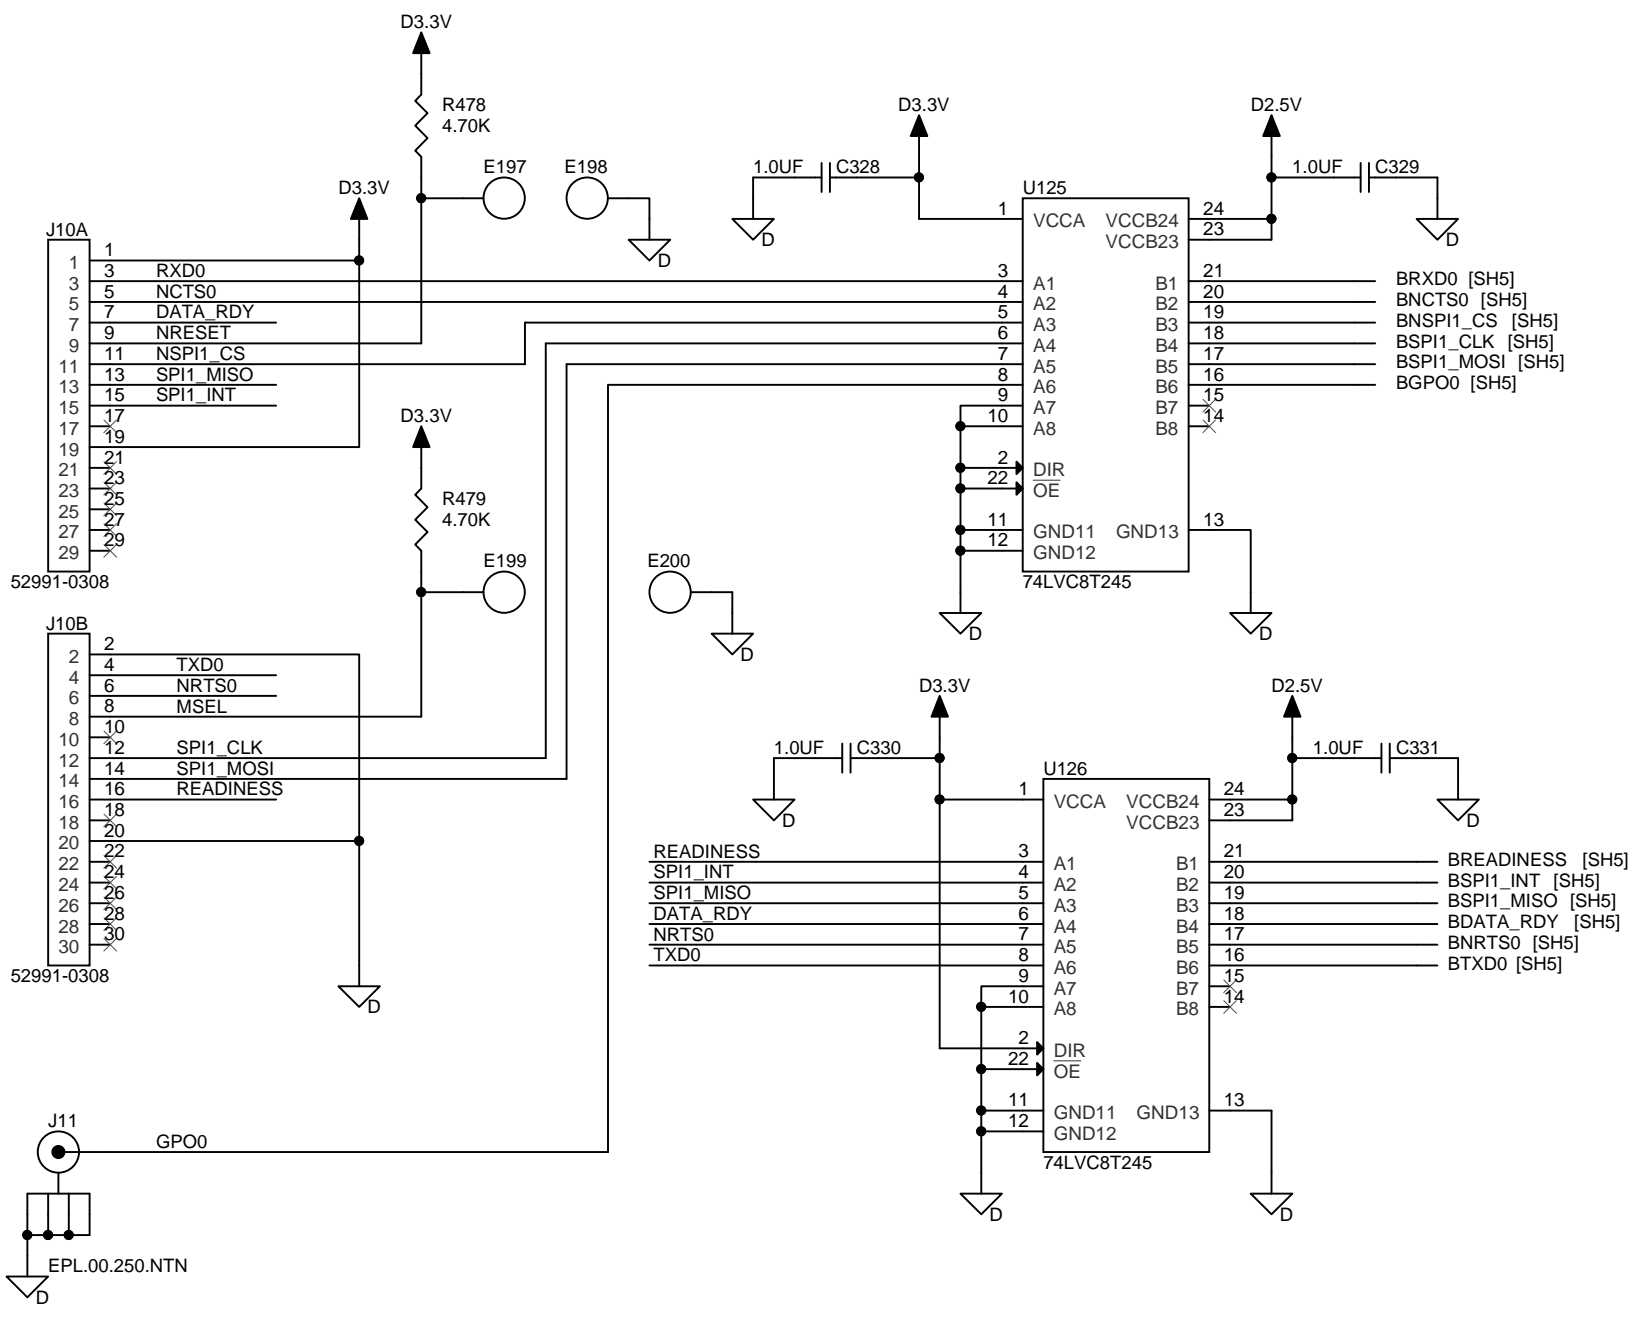 D3.3V
R478
4.70K
E197
E198
D
D3.3V
J10A
1 1
3 3 RXD0
5 5 NCTS0
7 7 DATA_RDY
9 9 NRESET
11 11 NSPI1_CS
13 13 SPI1_MISO
15 15 SPI1_INT
17 17
19 19
21 21
23 23
25 25
27 27
29 29
52991-0308
D3.3V
R479
4.70K
E199
E200
D
J10B
2 2
4 4 TXD0
6 6 NRTS0
8 8 MSEL
10 10
12 12 SPI1_CLK
14 14 SPI1_MOSI
16 16 READINESS
18 18
20 20
22 22
24 24
26 26
28 28
30 30
52991-0308
D
J11
GPO0
EPL.00.250.NTN
D
D3.3V
D2.5V
1.0UF C328
1.0UF C329
D
D
U125
1 VCCA VCCB24 24
VCCB23 23
3 A1 B1 21 BRXD0 [SH5]
4 A2 B2 20 BNCTS0 [SH5]
5 A3 B3 19 BNSPI1_CS [SH5]
6 A4 B4 18 BSPI1_CLK [SH5]
7 A5 B5 17 BSPI1_MOSI [SH5]
8 A6 B6 16 BGPO0 [SH5]
9 A7 B7 15
10 A8 B8 14
2 DIR
22 OE
11 GND11 GND13 13
12 GND12
74LVC8T245
D
D
D3.3V
D2.5V
1.0UF C330
1.0UF C331
D
D
U126
1 VCCA VCCB24 24
VCCB23 23
READINESS 3 A1 B1 21 BREADINESS [SH5]
SPI1_INT 4 A2 B2 20 BSPI1_INT [SH5]
SPI1_MISO 5 A3 B3 19 BSPI1_MISO [SH5]
DATA_RDY 6 A4 B4 18 BDATA_RDY [SH5]
NRTS0 7 A5 B5 17 BNRTS0 [SH5]
TXD0 8 A6 B6 16 BTXD0 [SH5]
9 A7 B7 15
10 A8 B8 14
2 DIR
22 OE
11 GND11 GND13 13
12 GND12
74LVC8T245
D
D